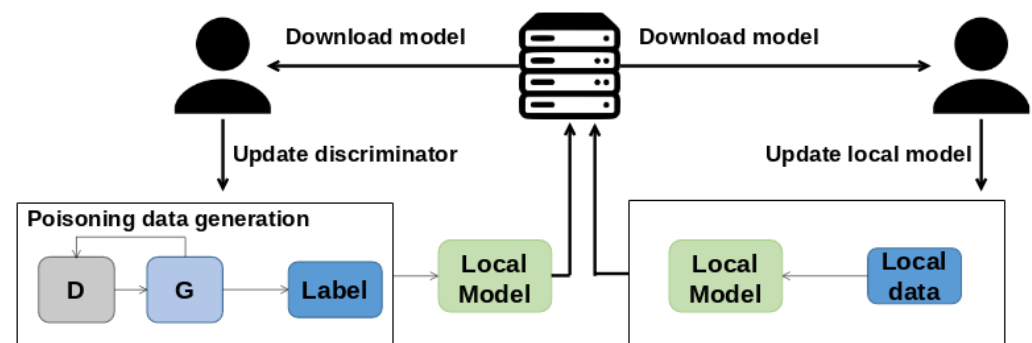 Download model
Download model
Update discriminator
Update local model
Poisoning data generation
D
G
Label
Local
Model
Local
Model
Local
data